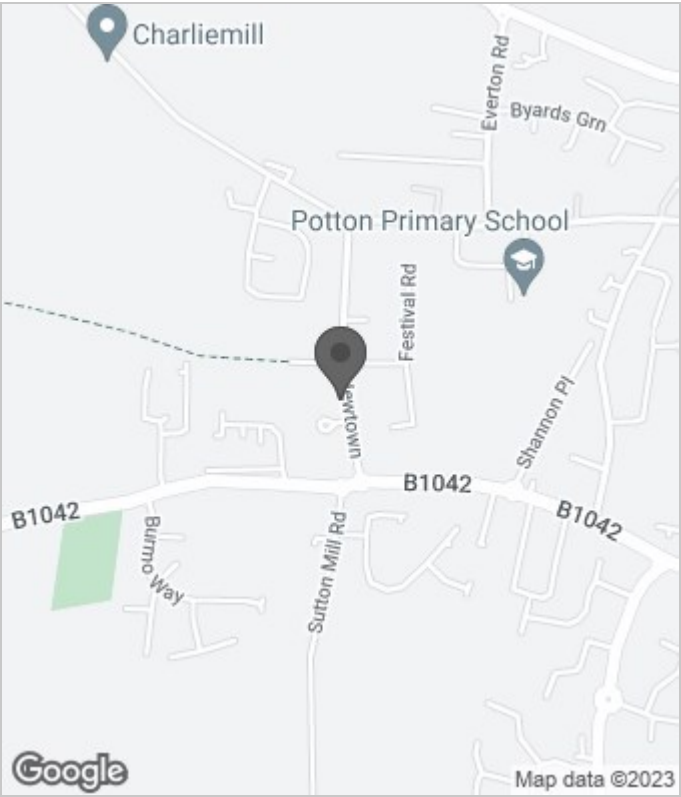 Charliemill
Everton Rd
Byards Grn
Potton Primary School
Festival Rd
Newtown
Shannon Pl
B1042
B1042
B1042
Burmo Way
Sutton Mill Rd
Google
Map data ©2023